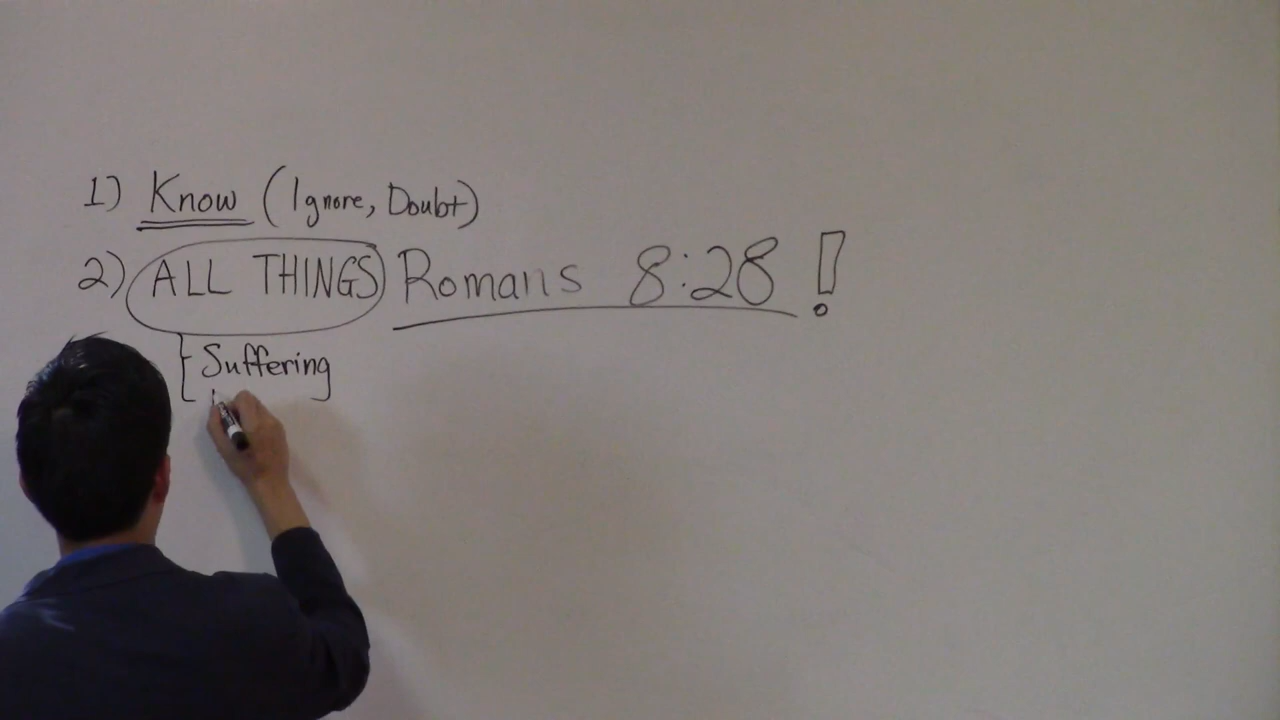 1) Know (Ignore, Doubt)
2) ALL THINGS Romans 8:28!
Suffering